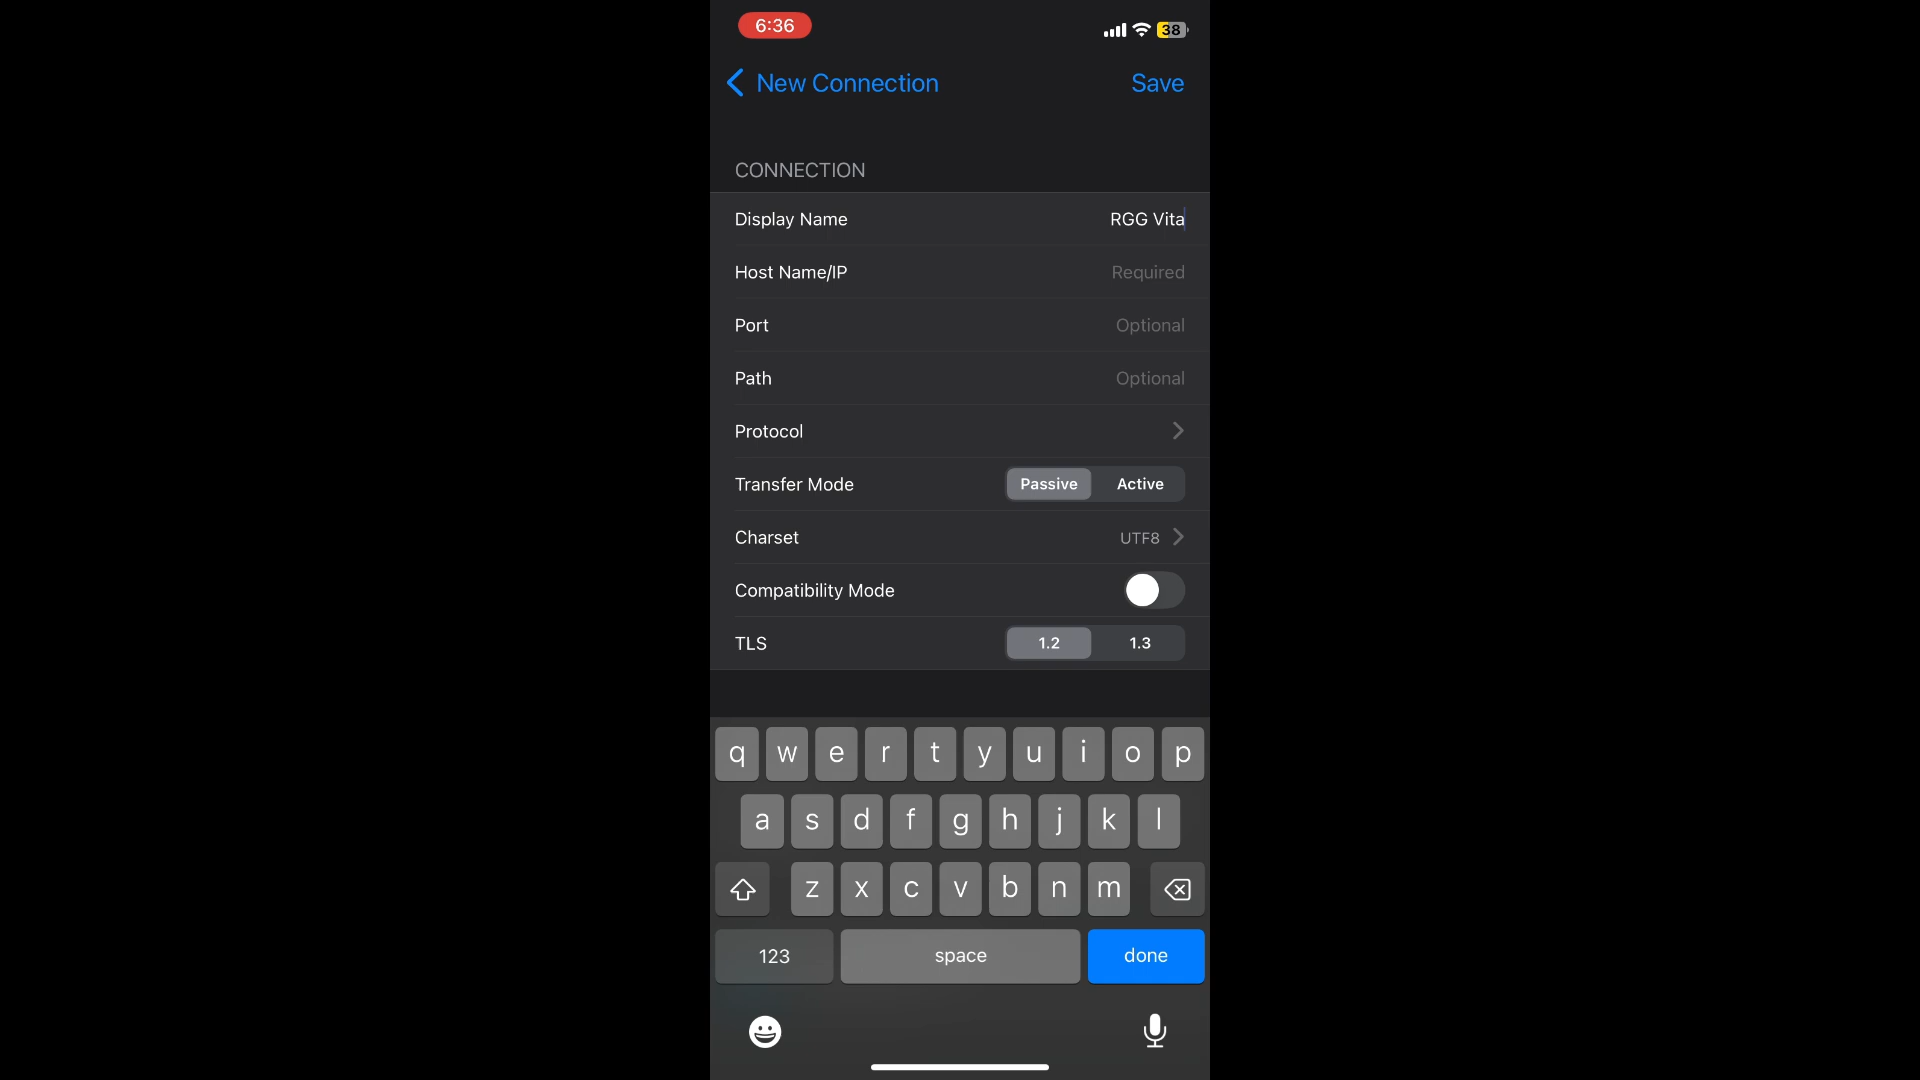 6:36
38
New Connection
Save
CONNECTION
Display Name
RGG Vita
Host Name/IP
Required
Port
Optional
Path
Optional
Protocol
Transfer Mode
Passive
Active
Charset
UTF8
Compatibility Mode
TLS
1.2
1.3
q w e r t y u i o p
a s d f g h j k l
z x c v b n m
123
space
done